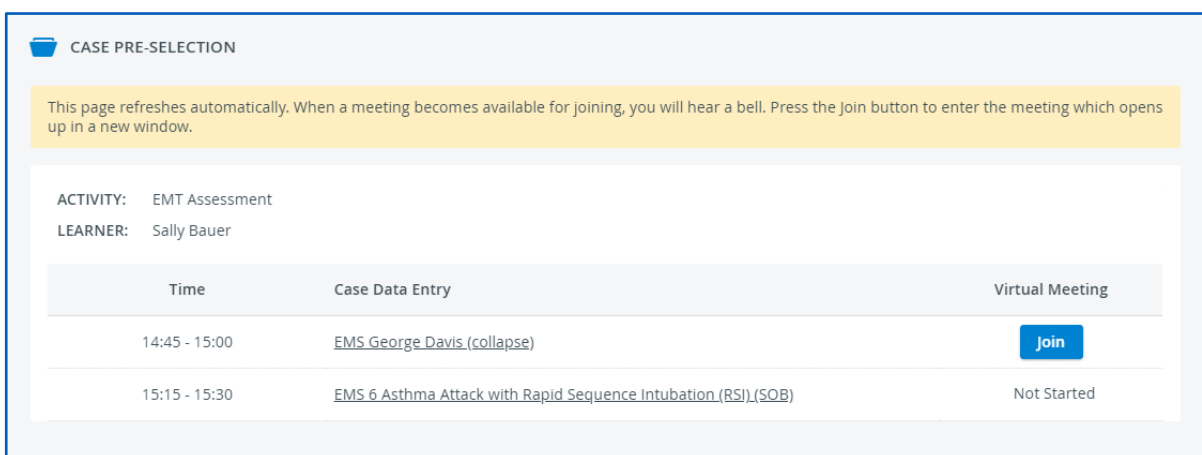 CASE PRE-SELECTION
This page refreshes automatically. When a meeting becomes available for joining, you will hear a bell. Press the Join button to enter the meeting which opens
up in a new window.
ACTIVITY: EMT Assessment
LEARNER: Sally Bauer
Time Case Data Entry Virtual Meeting
14:45 - 15:00 EMS George Davis (collapse) Join
15:15 - 15:30 EMS 6 Asthma Attack with Rapid Sequence Intubation (RSI) (SOB) Not Started